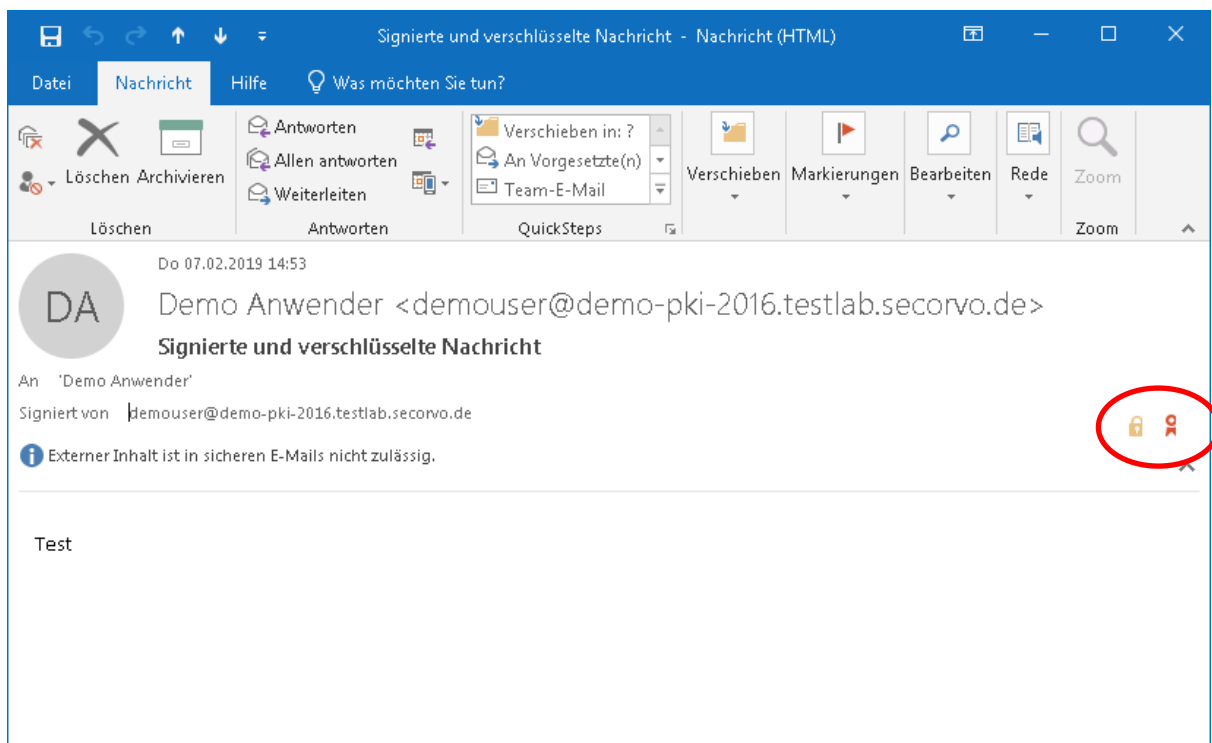 Signierte und verschlüsselte Nachricht - Nachricht (HTML)
Datei Nachricht Hilfe Was möchten Sie tun?
Löschen Archivieren
Löschen
Antworten
Allen antworten
Weiterleiten
Antworten
Verschieben in: ?
An Vorgesetzte(n)
Team-E-Mail
QuickSteps
Verschieben Markierungen Bearbeiten Rede Zoom
Zoom
Do 07.02.2019 14:53
DA
Demo Anwender <demouser@demo-pki-2016.testlab.secorvo.de>
Signierte und verschlüsselte Nachricht
An 'Demo Anwender'
Signiert von demouser@demo-pki-2016.testlab.secorvo.de
Externer Inhalt ist in sicheren E-Mails nicht zulässig.
Test